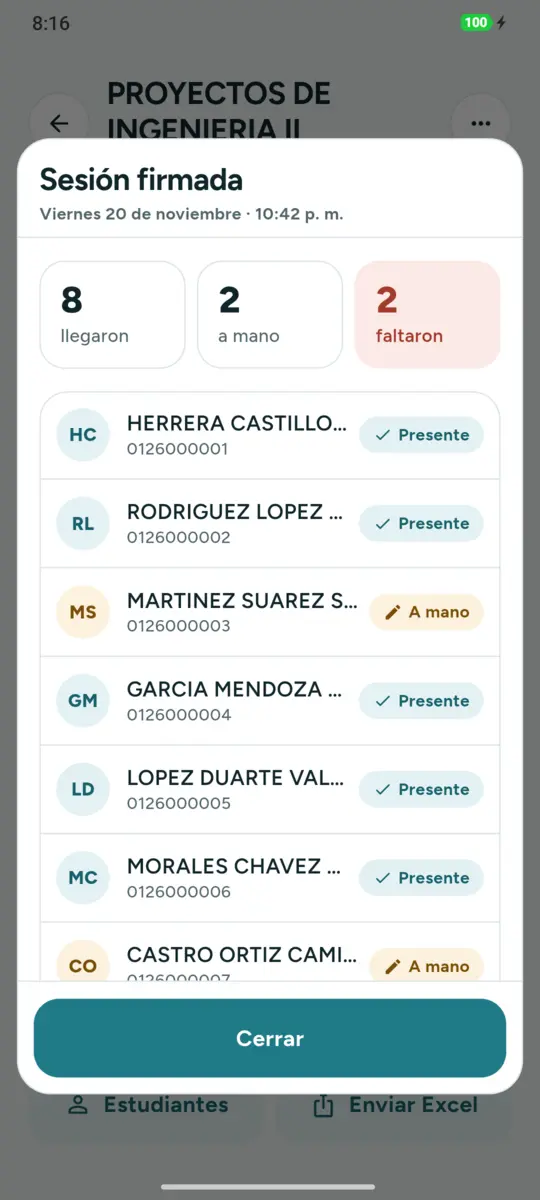 8:16
100
PROYECTOS DE
INGENIERIA II
Sesión firmada
Viernes 20 de noviembre · 10:42 p. m.
8
llegaron
2
a mano
2
faltaron
HC
HERRERA CASTILLO...
0126000001
Presente
RL
RODRIGUEZ LOPEZ ...
0126000002
Presente
MS
MARTINEZ SUAREZ S...
0126000003
A mano
GM
GARCIA MENDOZA ...
0126000004
Presente
LD
LOPEZ DUARTE VAL...
0126000005
Presente
MC
MORALES CHAVEZ ...
0126000006
Presente
CO
CASTRO ORTIZ CAMI...
0126000007
A mano
Cerrar
Estudiantes
Enviar Excel